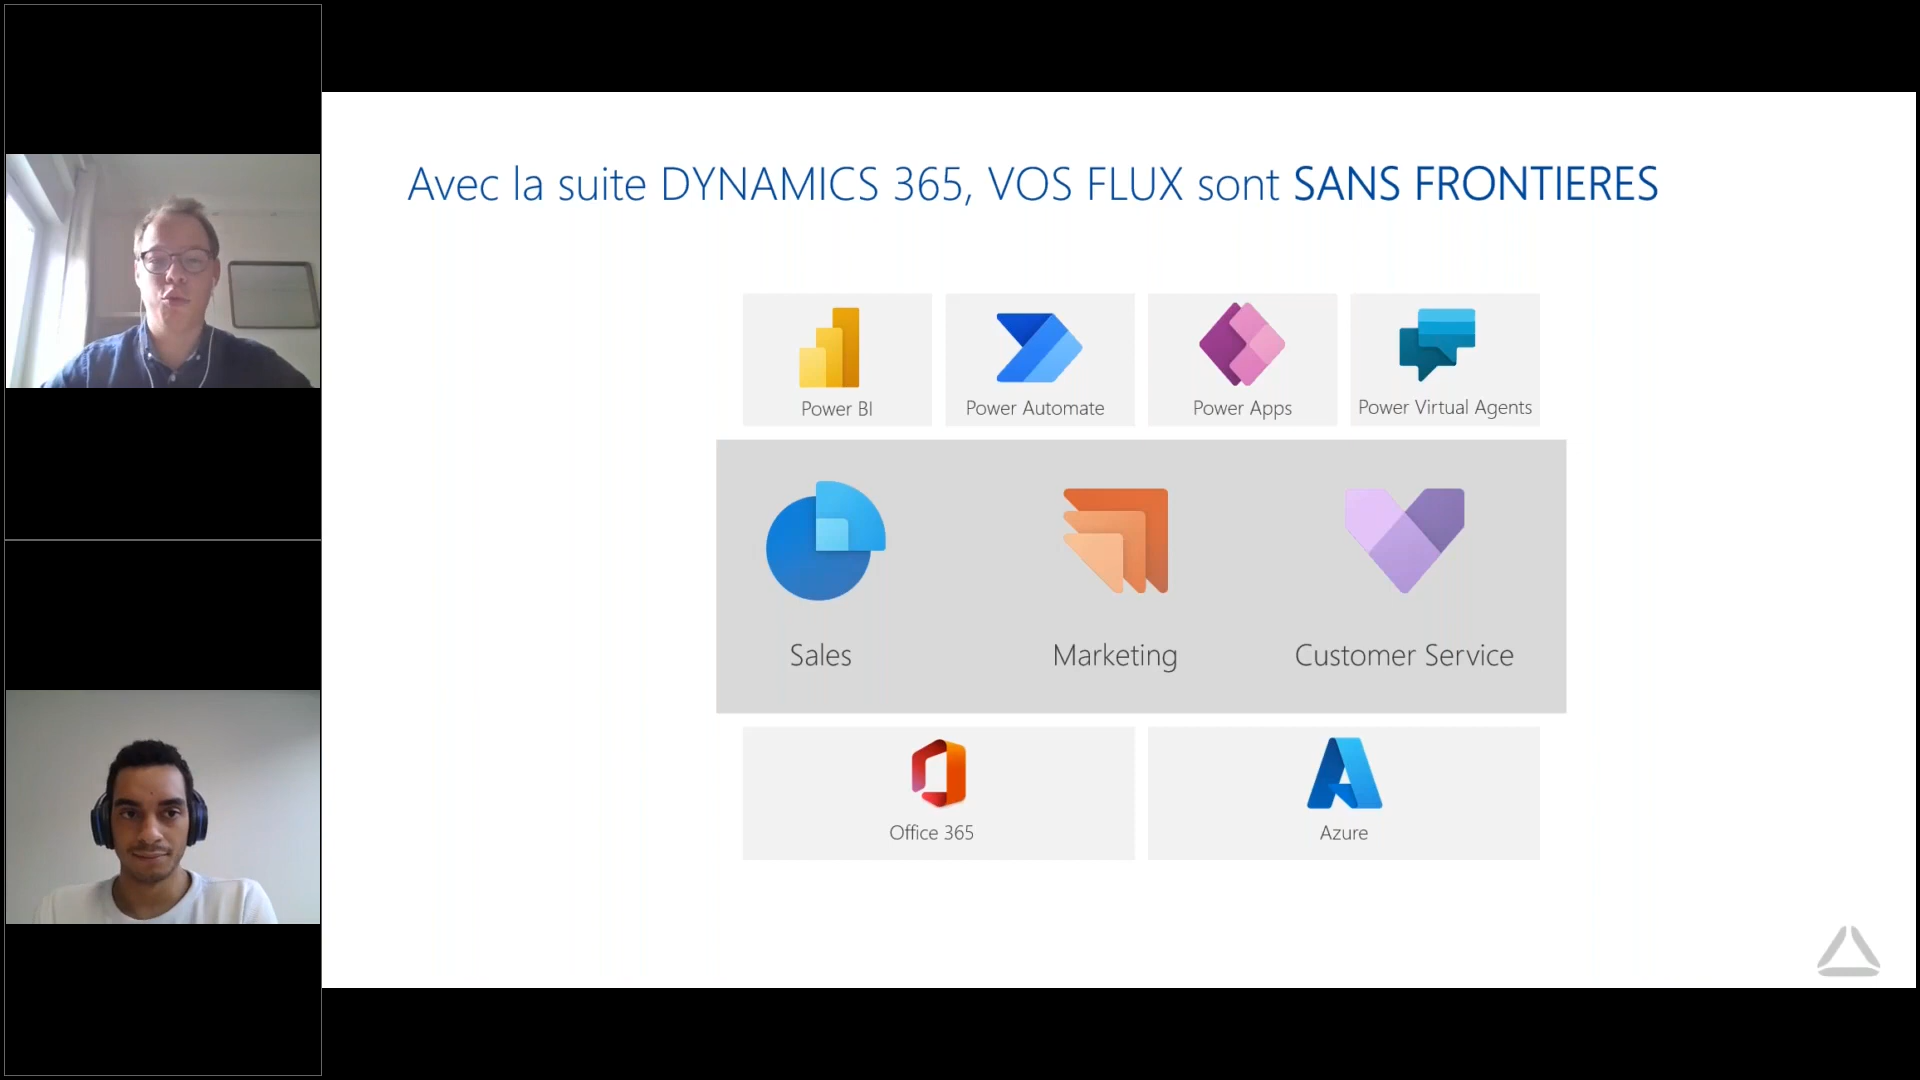 Avec la suite DYNAMICS 365, VOS FLUX sont SANS FRONTIERES
Power BI
Power Automate
Power Apps
Power Virtual Agents
Sales
Marketing
Customer Service
Office 365
Azure